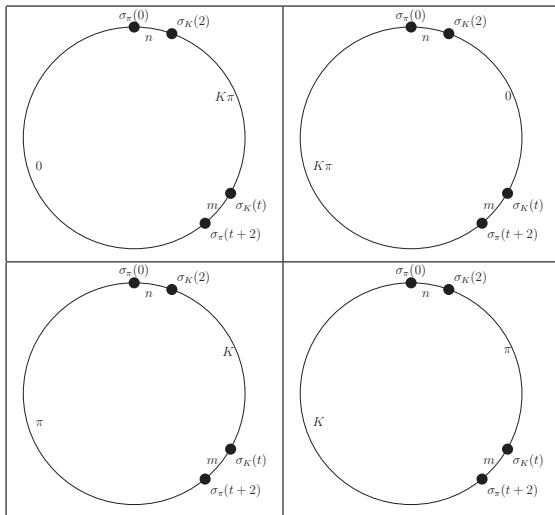 σ_π(0)
σ_K(2)
n
Kπ
0
m
σ_K(t)
σ_π(t+2)
σ_π(0)
σ_K(2)
n
0
Kπ
m
σ_K(t)
σ_π(t+2)
σ_π(0)
σ_K(2)
n
K
π
m
σ_K(t)
σ_π(t+2)
σ_π(0)
σ_K(2)
n
π
K
m
σ_K(t)
σ_π(t+2)